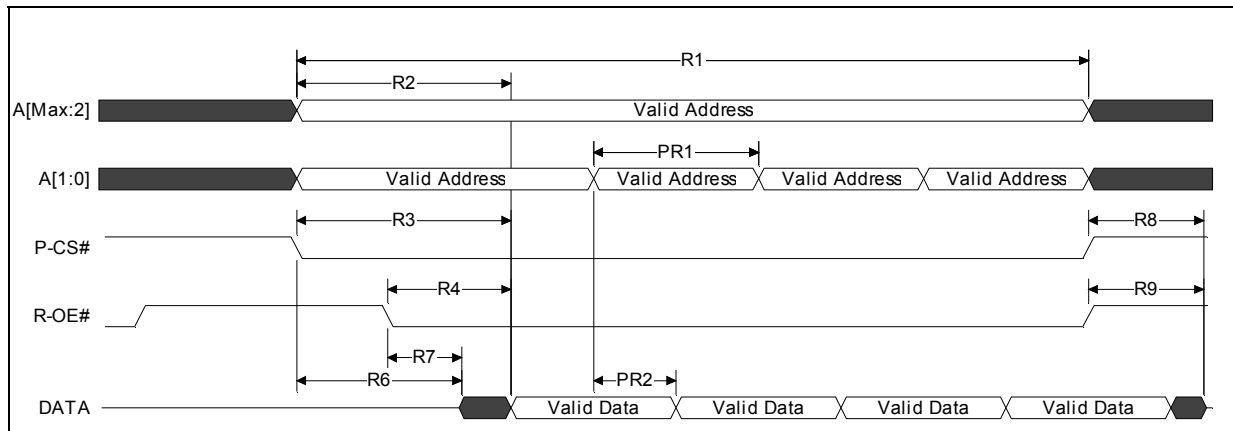 R1
R2
A[Max:2] Valid Address
PR1
A[1:0] Valid Address Valid Address Valid Address Valid Address
R3 R8
P-CS#
R4 R9
R-OE#
R7
R6 PR2
DATA Valid Data Valid Data Valid Data Valid Data